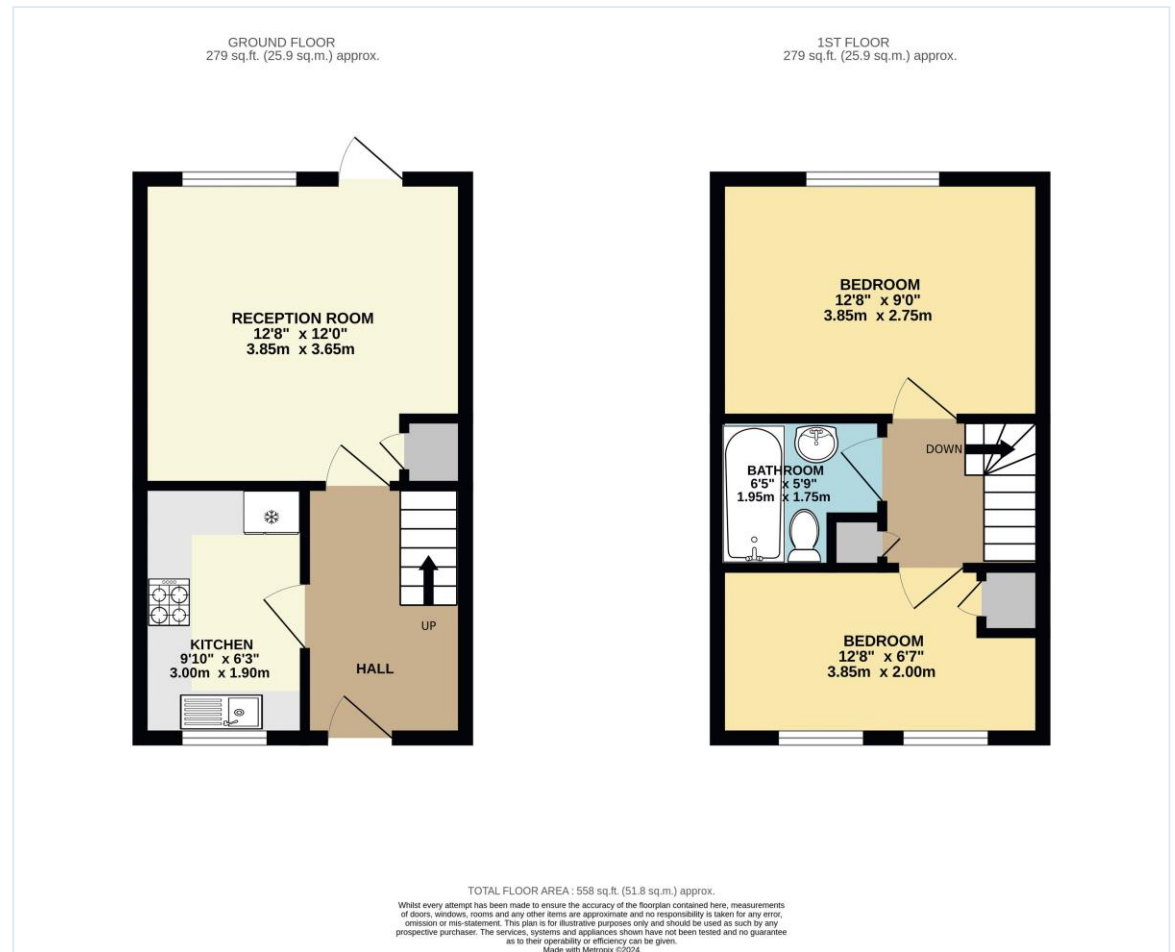 GROUND FLOOR
279 sq.ft. (25.9 sq.m.) approx.
1ST FLOOR
279 sq.ft. (25.9 sq.m.) approx.
RECEPTION ROOM
12'8" x 12'0"
3.85m x 3.65m
KITCHEN
9'10" x 6'3"
3.00m x 1.90m
HALL
UP
BEDROOM
12'8" x 9'0"
3.85m x 2.75m
DOWN
BATHROOM
6'5" x 5'9"
1.95m x 1.75m
BEDROOM
12'8" x 6'7"
3.85m x 2.00m
TOTAL FLOOR AREA : 558 sq.ft. (51.8 sq.m.) approx.
Whilst every attempt has been made to ensure the accuracy of the floorplan contained here, measurements
of doors, windows, rooms and any other items are approximate and no responsibility is taken for any error,
omission or mis-statement. This plan is for illustrative purposes only and should be used as such by any
prospective purchaser. The services, systems and appliances shown have not been tested and no guarantee
as to their operability or efficiency can be given.
Made with Metropix ©2024